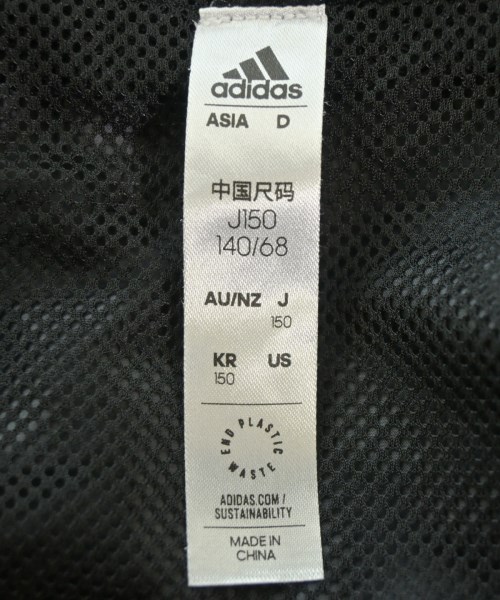 adidas
ASIA D
中国尺码
J150
140/68
AU/NZ J
150
KR US
150
END PLASTIC WASTE
ADIDAS.COM/
SUSTAINABILITY
MADE IN
CHINA